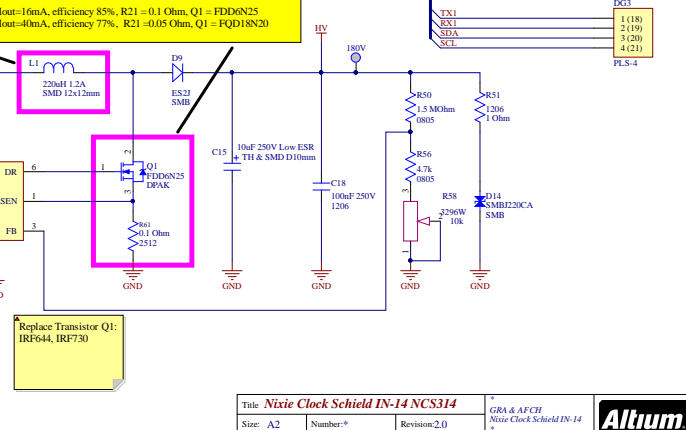 Iout=16mA, efficiency 85%, R21 = 0.1 Ohm, Q1 = FDD6N25
Iout=40mA, efficiency 77%, R21 =0.05 Ohm, Q1 = FQD18N20
DG3
TX1
RX1
SDA
SCL
1 (18)
2 (19)
3 (20)
4 (21)
PLS-4
HV
180V
L1
220uH 1.2A
SMD 12x12mm
D9
ES2J
SMB
R50
1.5 MOhm
0805
R51
1206
1 Ohm
C15
+
10uF 250V Low ESR
TH & SMD D10mm
R56
4.7k
0805
DR
6
SEN
1
FB
3
2
1
3
Q1
FDD6N25
DPAK
C18
100nF 250V
1206
R58
3296W
10k
3
2
1
D14
SMBJ220CA
SMB
R61
0.1 Ohm
2512
GND
GND
GND
GND
GND
Replace Transistor Q1:
IRF644, IRF730
Title Nixie Clock Schield IN-14 NCS314
Size: A2
Number:*
Revision:2.0
*
GRA & AFCH
Nixie Clock Schield IN-14
*
Altium